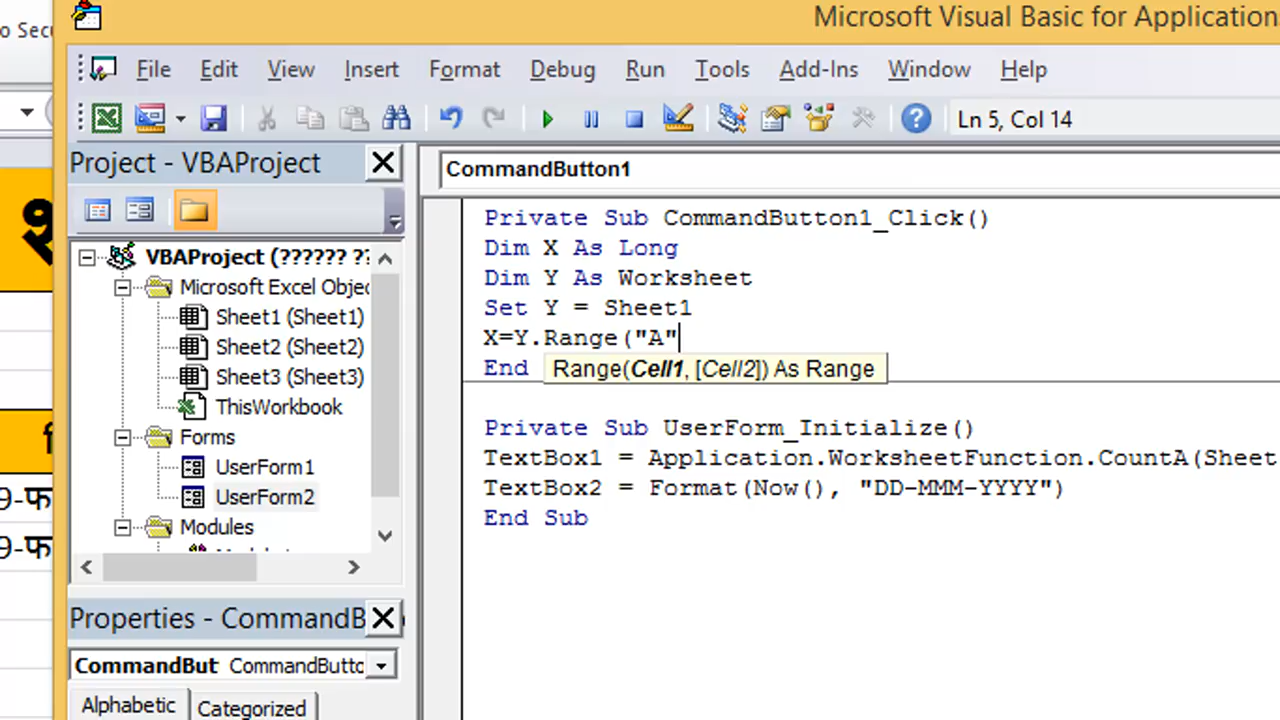 Microsoft Visual Basic for Application
File Edit View Insert Format Debug Run Tools Add-Ins Window Help
Ln 5, Col 14
Project - VBAProject
CommandButton1
VBAProject (?????? ??
Microsoft Excel Objec
Sheet1 (Sheet1)
Sheet2 (Sheet2)
Sheet3 (Sheet3)
ThisWorkbook
Forms
UserForm1
UserForm2
Modules
Private Sub CommandButton1_Click()
Dim X As Long
Dim Y As Worksheet
Set Y = Sheet1
X=Y.Range("A"
End
Range(Cell1, [Cell2]) As Range
Private Sub UserForm_Initialize()
TextBox1 = Application.WorksheetFunction.CountA(Sheet
TextBox2 = Format(Now(), "DD-MMM-YYYY")
End Sub
Properties - CommandB
CommandBut CommandButto
Alphabetic Categorized
o Sec
9-फ
9-फ